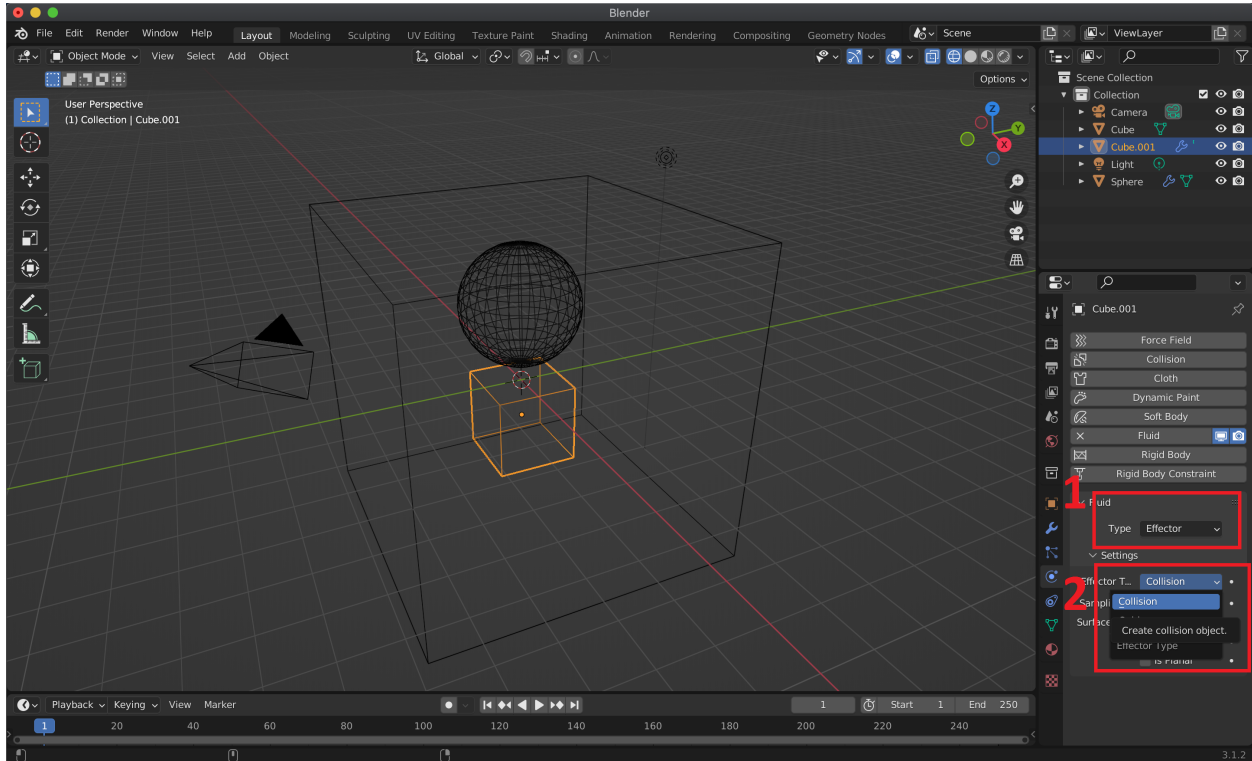 Blender
File Edit Render Window Help Layout Modeling Sculpting UV Editing Texture Paint Shading Animation Rendering Compositing Geometry Nodes Scene ViewLayer
Object Mode View Select Add Object Global
Options
User Perspective
(1) Collection | Cube.001
Z
Y
X
Scene Collection
Collection
Camera
Cube
Cube.001
Light
Sphere
Cube.001
Force Field
Collision
Cloth
Dynamic Paint
Soft Body
Fluid
Rigid Body
Rigid Body Constraint
1
Fluid
Type Effector
Settings
2
Effector T... Collision
Sampli
Collision
Surface
Create collision object.
Effector Type
Is Planar
Playback Keying View Marker 1 Start 1 End 250
1 20 40 60 80 100 120 140 160 180 200 220 240
3.1.2